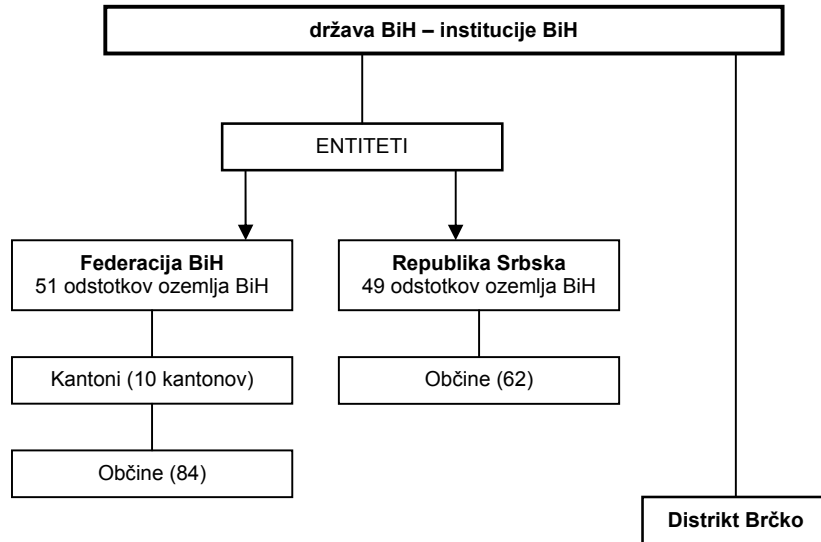 država BiH – institucije BiH
ENTITETI
Federacija BiH
51 odstotkov ozemlja BiH
Republika Srbska
49 odstotkov ozemlja BiH
Kantoni (10 kantonov)
Občine (62)
Občine (84)
Distrikt Brčko